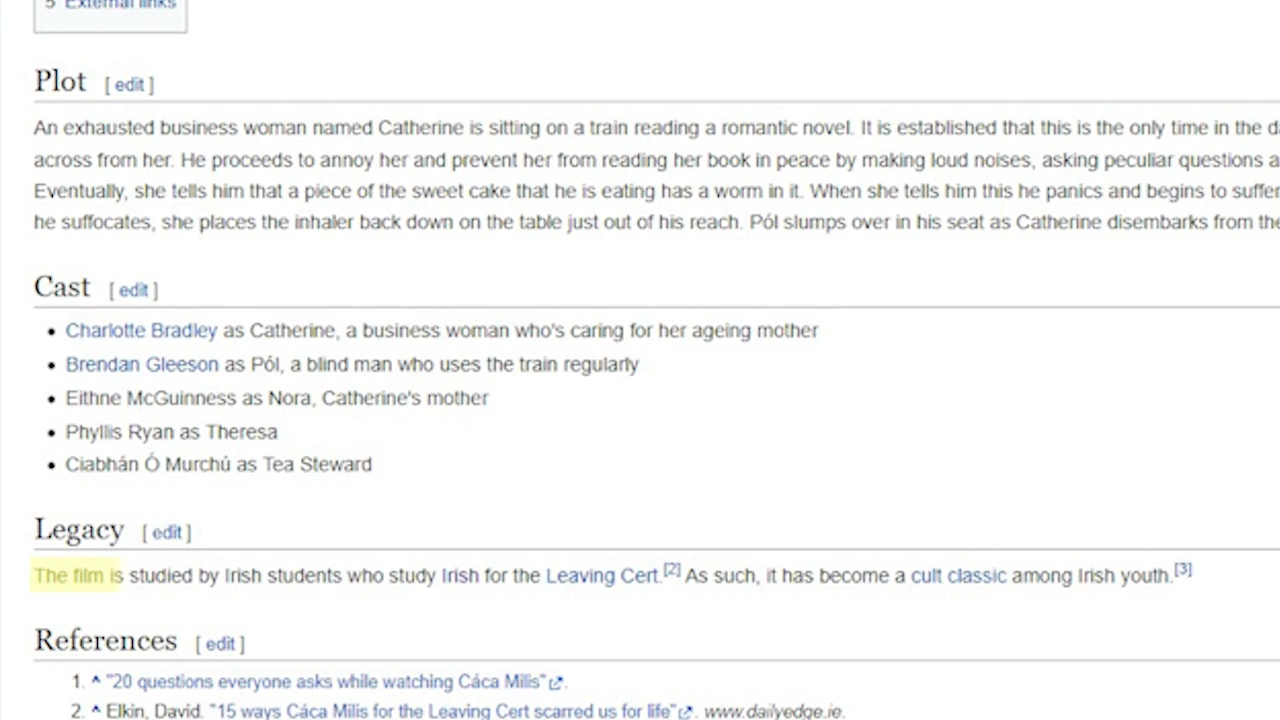 5 External links
Plot [ edit ]
An exhausted business woman named Catherine is sitting on a train reading a romantic novel. It is established that this is the only time in the
across from her. He proceeds to annoy her and prevent her from reading her book in peace by making loud noises, asking peculiar questions
Eventually, she tells him that a piece of the sweet cake that he is eating has a worm in it. When she tells him this he panics and begins to suffer
he suffocates, she places the inhaler back down on the table just out of his reach. Pól slumps over in his seat as Catherine disembarks from the
Cast [ edit ]
• Charlotte Bradley as Catherine, a business woman who's caring for her ageing mother
• Brendan Gleeson as Pól, a blind man who uses the train regularly
• Eithne McGuinness as Nora, Catherine's mother
• Phyllis Ryan as Theresa
• Ciabhán Ó Murchú as Tea Steward
Legacy [ edit ]
The film is studied by Irish students who study Irish for the Leaving Cert.[2] As such, it has become a cult classic among Irish youth.[3]
References [ edit ]
1. ^ "20 questions everyone asks while watching Cáca Milis".
2. ^ Elkin, David. "15 ways Cáca Milis for the Leaving Cert scarred us for life". www.dailyedge.ie.